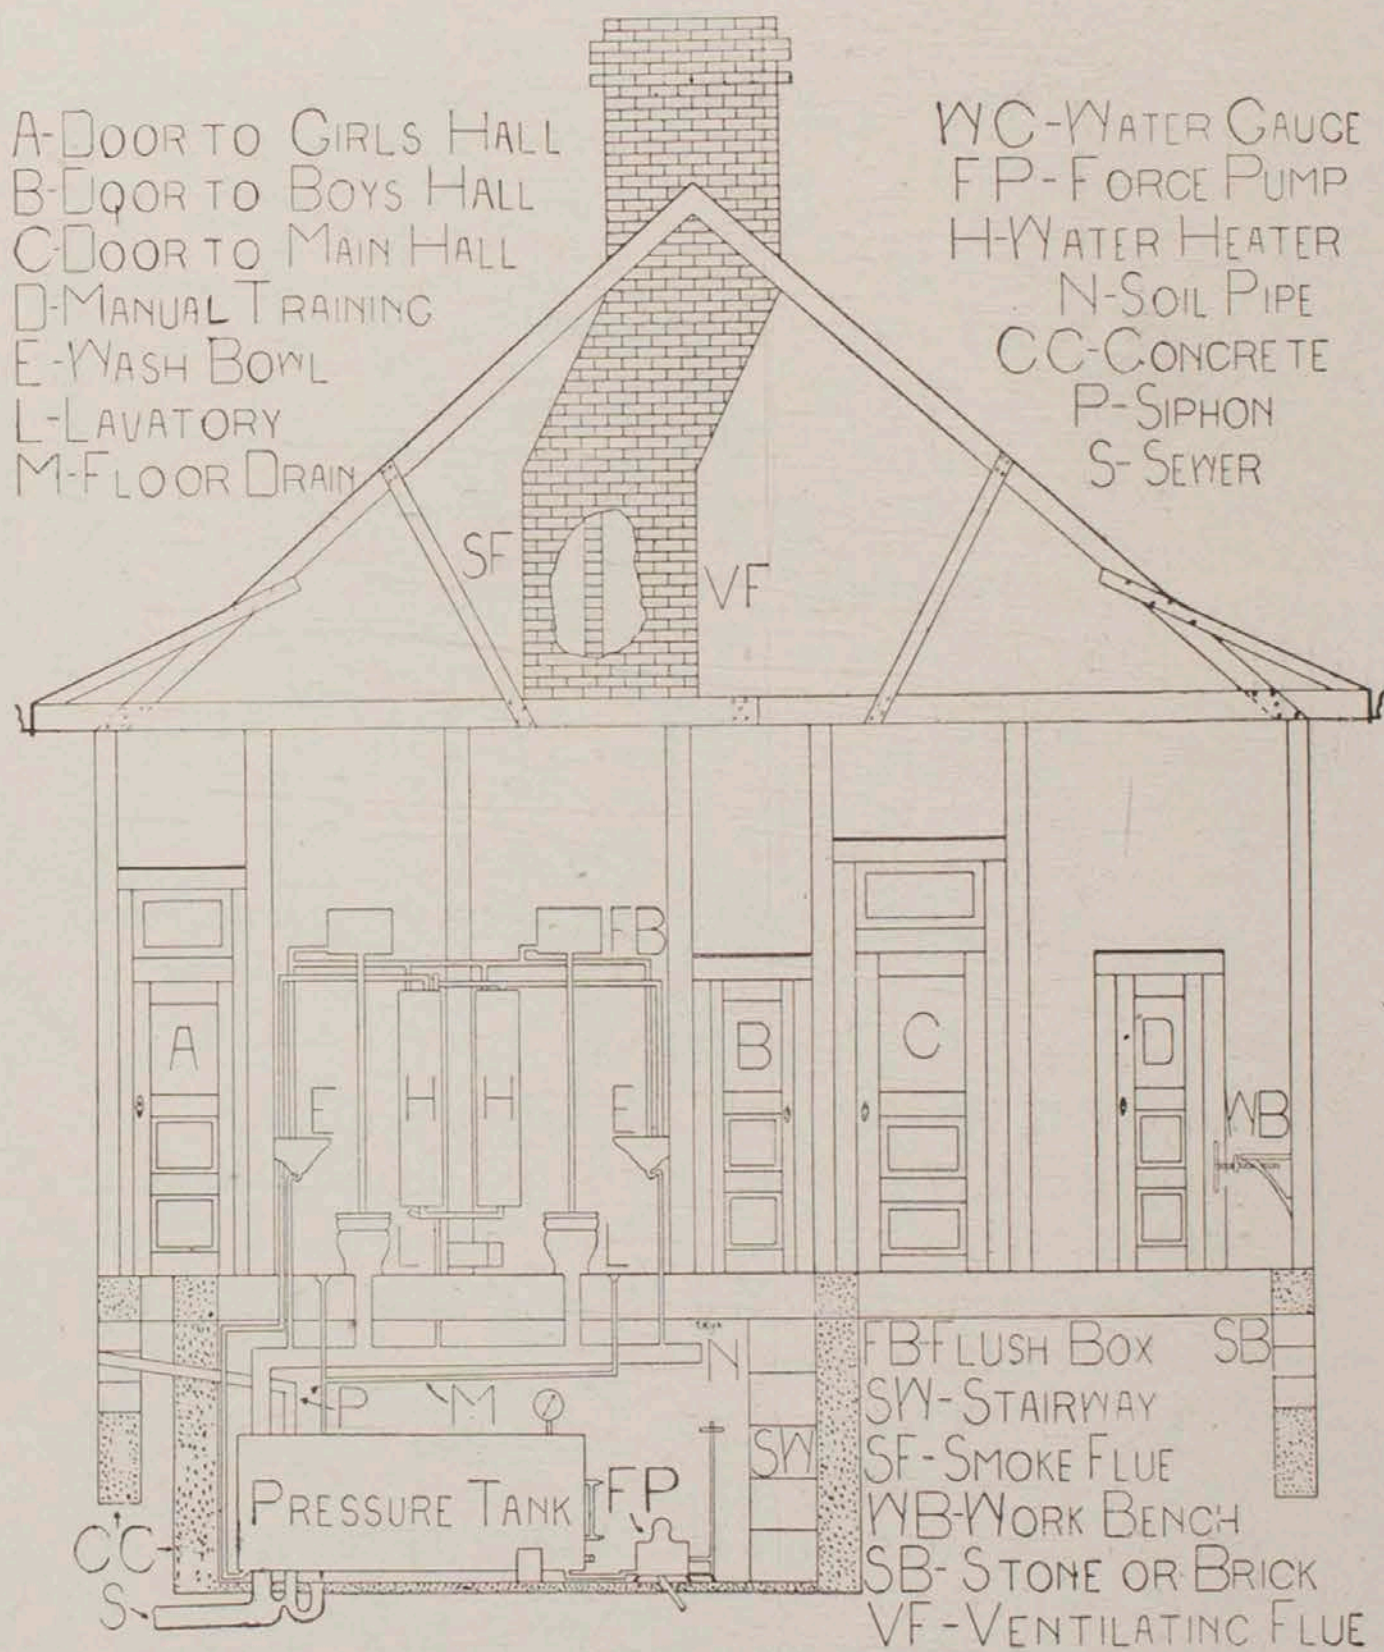 A-DOOR TO GIRLS HALL
B-DOOR TO BOYS HALL
C-DOOR TO MAIN HALL
D-MANUAL TRAINING
E-WASH BOWL
L-LAVATORY
M-FLOOR DRAIN
WG-WATER GAUGE
FP-FORCE PUMP
H-WATER HEATER
N-SOIL PIPE
CC-CONCRETE
P-SIPHON
S-SEWER
SF
VF
FB
A
B
C
D
E
H
H
E
WB
L
L
N
P
M
SW
PRESSURE TANK
FP
CC
S
FB-FLUSH BOX
SB
SW-STAIRWAY
SF-SMOKE FLUE
WB-WORK BENCH
SB-STONE OR BRICK
VF-VENTILATING FLUE